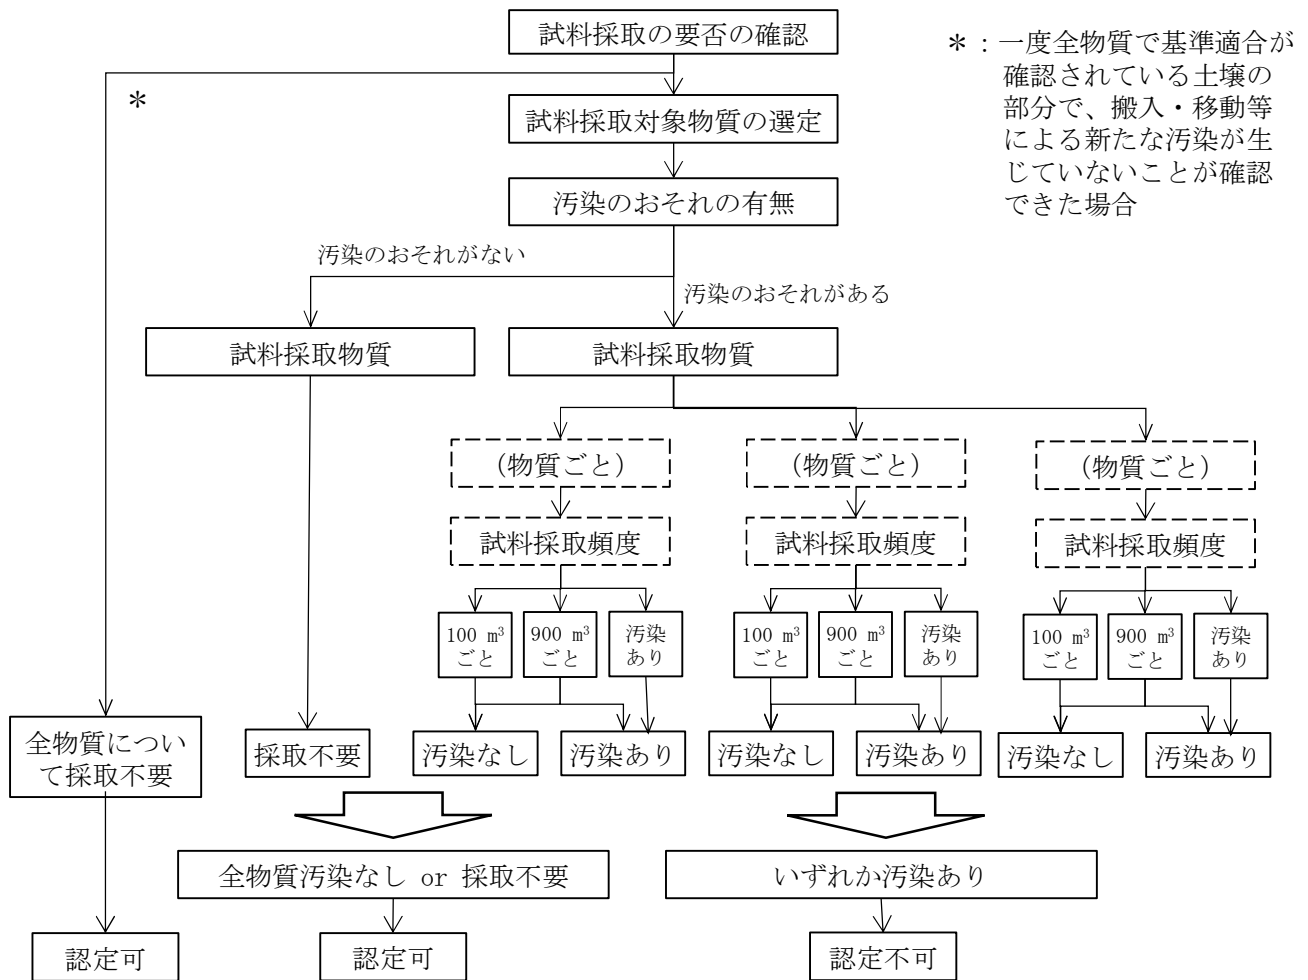 試料採取の要否の確認
＊：一度全物質で基準適合が
確認されている土壌の
部分で、搬入・移動等
による新たな汚染が生
じていないことが確認
できた場合
＊
試料採取対象物質の選定
汚染のおそれの有無
汚染のおそれがない
汚染のおそれがある
試料採取物質
試料採取物質
(物質ごと)
(物質ごと)
(物質ごと)
試料採取頻度
試料採取頻度
試料採取頻度
100 m³
ごと
900 m³
ごと
汚染
あり
100 m³
ごと
900 m³
ごと
汚染
あり
100 m³
ごと
900 m³
ごと
汚染
あり
全物質につい
て採取不要
採取不要
汚染なし
汚染あり
汚染なし
汚染あり
汚染なし
汚染あり
全物質汚染なし or 採取不要
いずれか汚染あり
認定可
認定可
認定不可